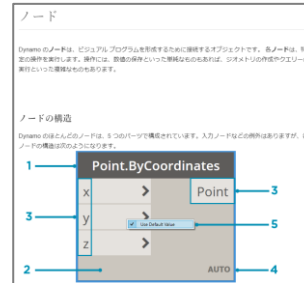 ノード
Dynamo のノードは、ビジュアル プログラムを形成するために接続するオブジェクトです。各ノードは、
定の操作を実行します。操作には、数値の保存といった単純なものもあれば、ジオメトリの作成やクエリー
実行といった複雑なものもあります。
ノードの構造
Dynamo のほとんどのノードは、5 つのパーツで構成されています。入力ノードなどの例外はありますが、
ノードの構造は次のようになります。
1
Point.ByCoordinates
x >
Point
3
3
y >
Use Default Value
5
z >
2
AUTO
4